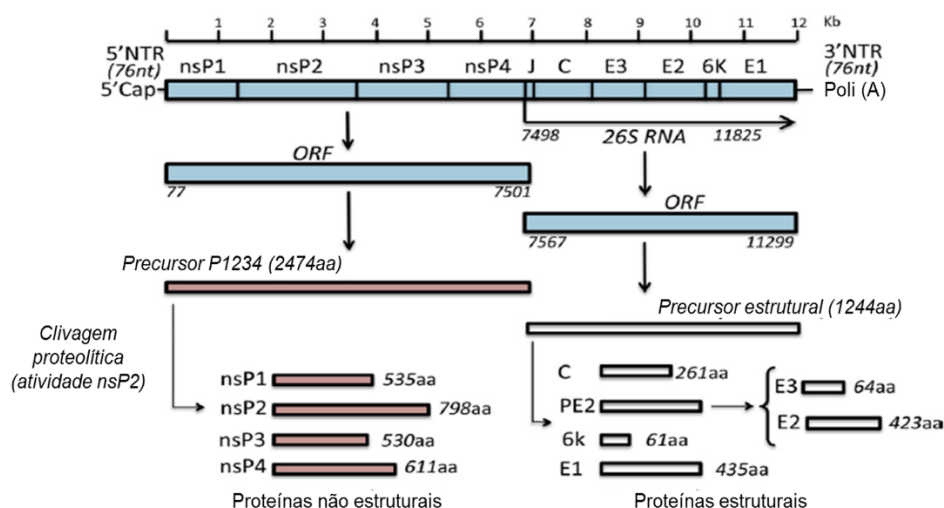 1 2 3 4 5 6 7 8 9 10 11 12 Kb
5'NTR
(76nt)
nsP1 nsP2 nsP3 nsP4 J C E3 E2 6K E1
3'NTR
(76nt)
5'Cap
Poli (A)
7498 26S RNA 11825
ORF
77 7501
ORF
7567 11299
Precursor P1234 (2474aa)
Precursor estrutural (1244aa)
Clivagem
proteolítica
(atividade nsP2)
nsP1 535aa
nsP2 798aa
nsP3 530aa
nsP4 611aa
Proteínas não estruturais
C 261aa
PE2
6k 61aa
E1 435aa
E3 64aa
E2 423aa
Proteínas estruturais